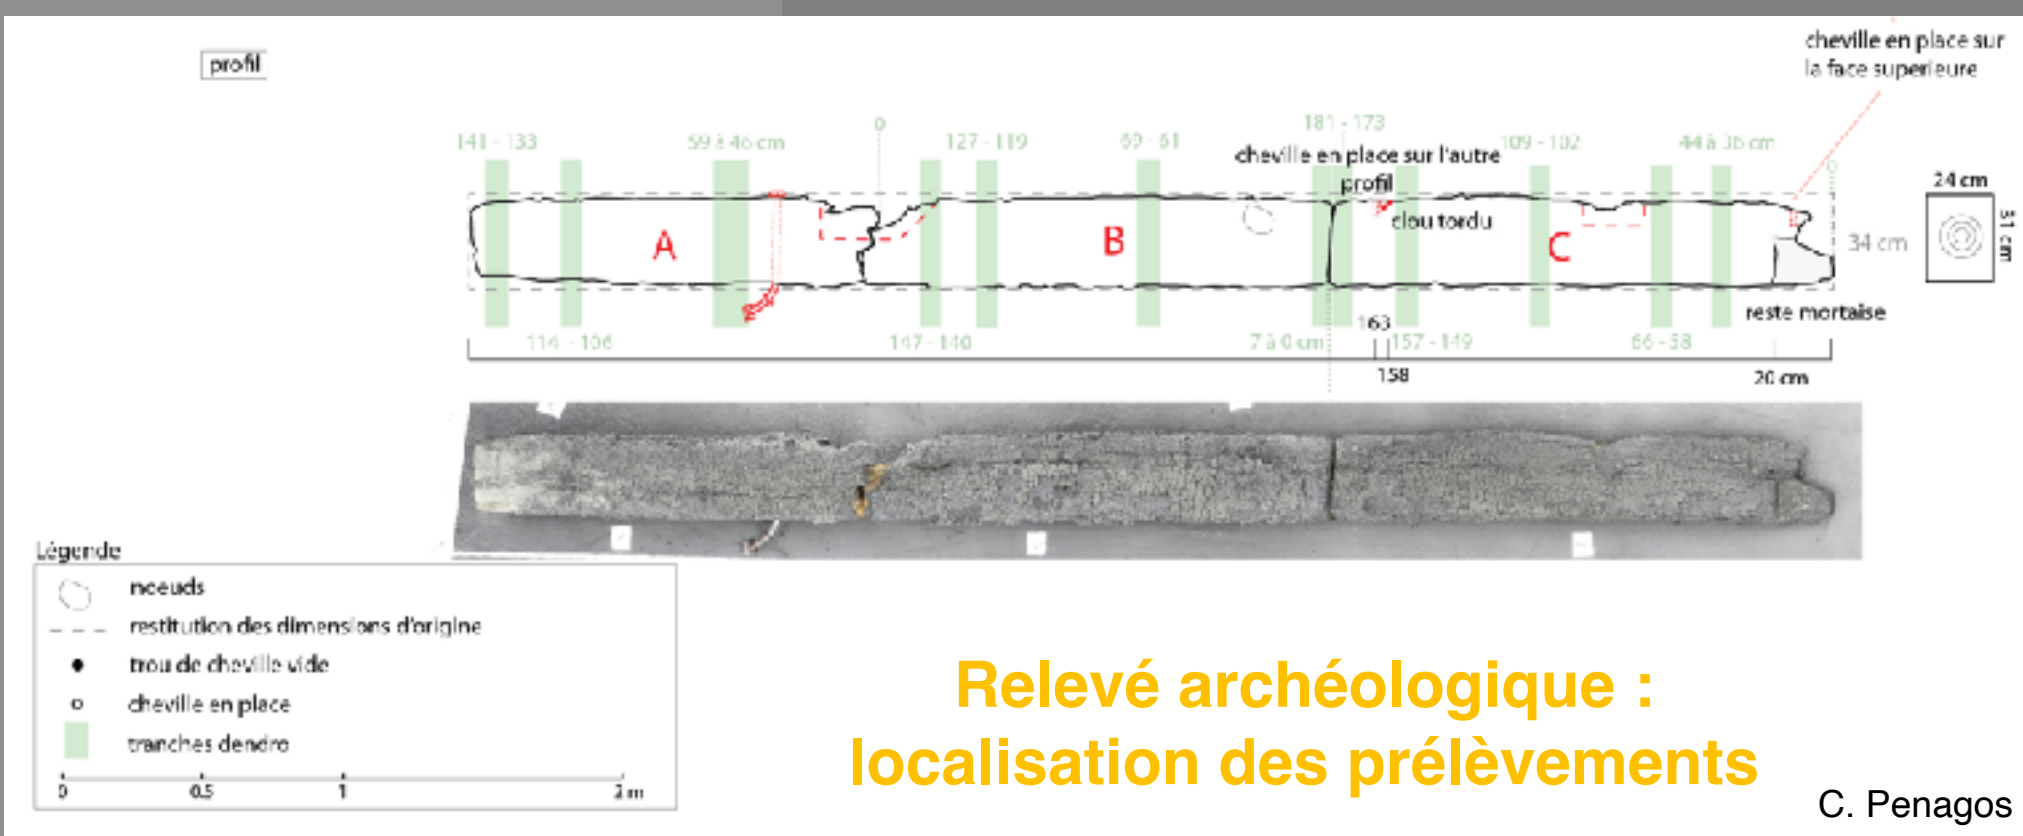 profil
cheville en place sur
la face superieure
141 - 133
59 à 46 cm
0
127 - 119
69 - 61
181 - 173
109 - 102
44 à 36 cm
0
cheville en place sur l'autre
profil
clou tordu
A
B
C
34 cm
24 cm
31 cm
reste mortaise
114 - 106
147 - 140
7 à 0 cm
163
157 - 149
66 - 58
158
20 cm
Légende
noeuds
restitution des dimensions d'origine
trou de cheville vide
cheville en place
tranches dendro
0
0.5
1
2 m
Relevé archéologique :
localisation des prélèvements
C. Penagos